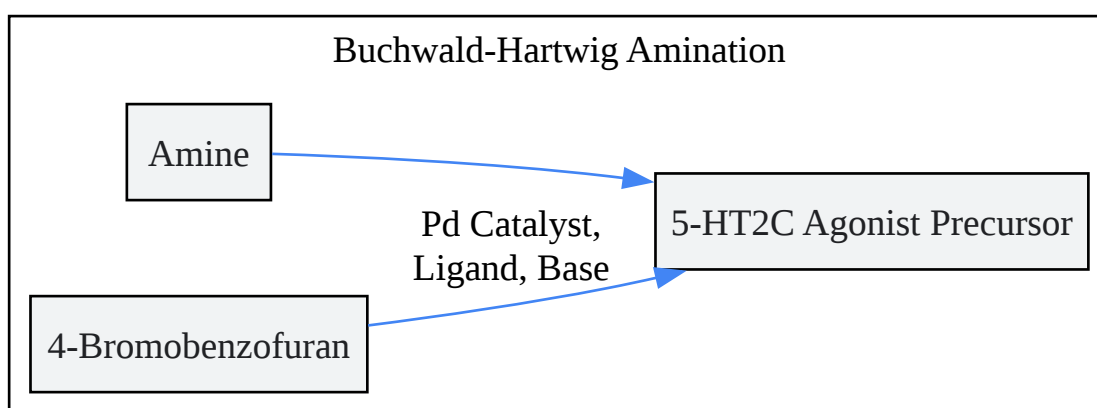 Buchwald-Hartwig Amination
Amine
Pd Catalyst,
Ligand, Base
5-HT2C Agonist Precursor
4-Bromobenzofuran